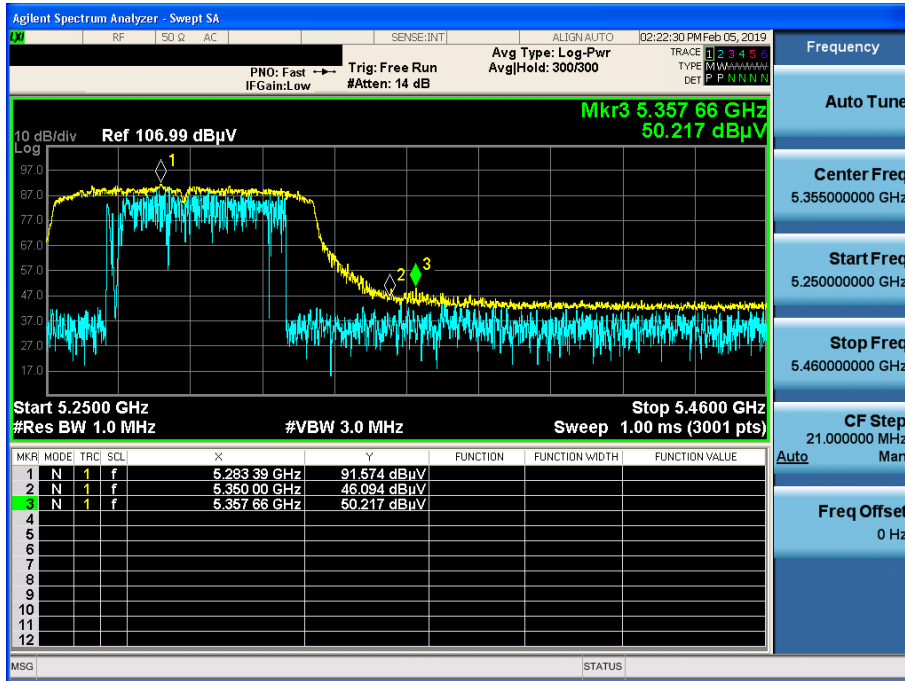 Agilent Spectrum Analyzer - Swept SA
LXI RF 50 Ω AC SENSE:INT ALIGN AUTO 02:22:30 PM Feb 05, 2019
PNO: Fast
IFGain:Low
Trig: Free Run
#Atten: 14 dB
Avg Type: Log-Pwr
Avg|Hold: 300/300
TRACE 1 2 3 4 5 6
TYPE
DET P P N N N N
Mkr3 5.357 66 GHz
50.217 dBµV
10 dB/div Ref 106.99 dBµV
Log
97.0
87.0
77.0
67.0
57.0
47.0
37.0
27.0
17.0
1
2
3
Start 5.2500 GHz Stop 5.4600 GHz
#Res BW 1.0 MHz #VBW 3.0 MHz Sweep 1.00 ms (3001 pts)
MKR MODE TRC SCL X Y FUNCTION FUNCTION WIDTH FUNCTION VALUE
1 N 1 f 5.283 39 GHz 91.574 dBµV
2 N 1 f 5.350 00 GHz 46.094 dBµV
3 N 1 f 5.357 66 GHz 50.217 dBµV
4
5
6
7
8
9
10
11
12
MSG STATUS
Frequency
Auto Tune
Center Freq
5.355000000 GHz
Start Freq
5.250000000 GHz
Stop Freq
5.460000000 GHz
CF Step
21.000000 MHz
Auto Man
Freq Offset
0 Hz